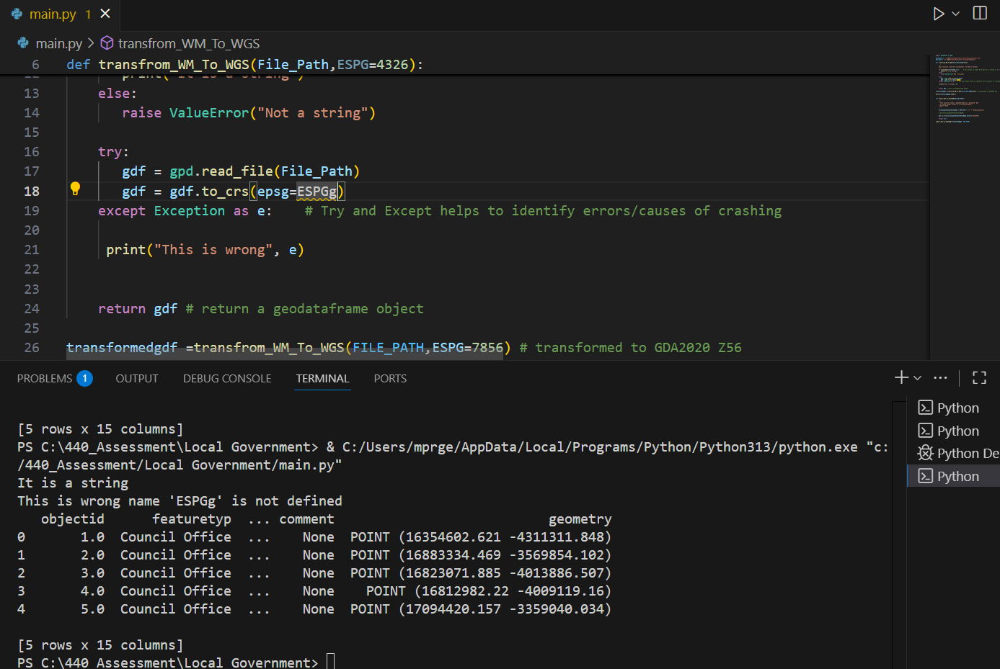 main.py 1
main.py > transfrom_WM_To_WGS
6 def transfrom_WM_To_WGS(File_Path,ESPG=4326):
13 else:
14 raise ValueError("Not a string")
15
16 try:
17 gdf = gpd.read_file(File_Path)
18 gdf = gdf.to_crs(epsg=ESPGg)
19 except Exception as e: # Try and Except helps to identify errors/causes of crashing
20
21 print("This is wrong", e)
22
23
24 return gdf # return a geodataframe object
25
26 transformedgdf =transfrom_WM_To_WGS(FILE_PATH,ESPG=7856) # transformed to GDA2020 Z56
PROBLEMS 1 OUTPUT DEBUG CONSOLE TERMINAL PORTS
[5 rows x 15 columns]
PS C:\440_Assessment\Local Government> & C:/Users/mprge/AppData/Local/Programs/Python/Python313/python.exe "c:
/440_Assessment/Local Government/main.py"
It is a string
This is wrong name 'ESPGg' is not defined
objectid featuretyp ... comment geometry
0 1.0 Council Office ... None POINT (16354602.621 -4311311.848)
1 2.0 Council Office ... None POINT (16883334.469 -3569854.102)
2 3.0 Council Office ... None POINT (16823071.885 -4013886.507)
3 4.0 Council Office ... None POINT (16812982.22 -4009119.16)
4 5.0 Council Office ... None POINT (17094420.157 -3359040.034)
[5 rows x 15 columns]
PS C:\440_Assessment\Local Government>
Python
Python
Python De
Python